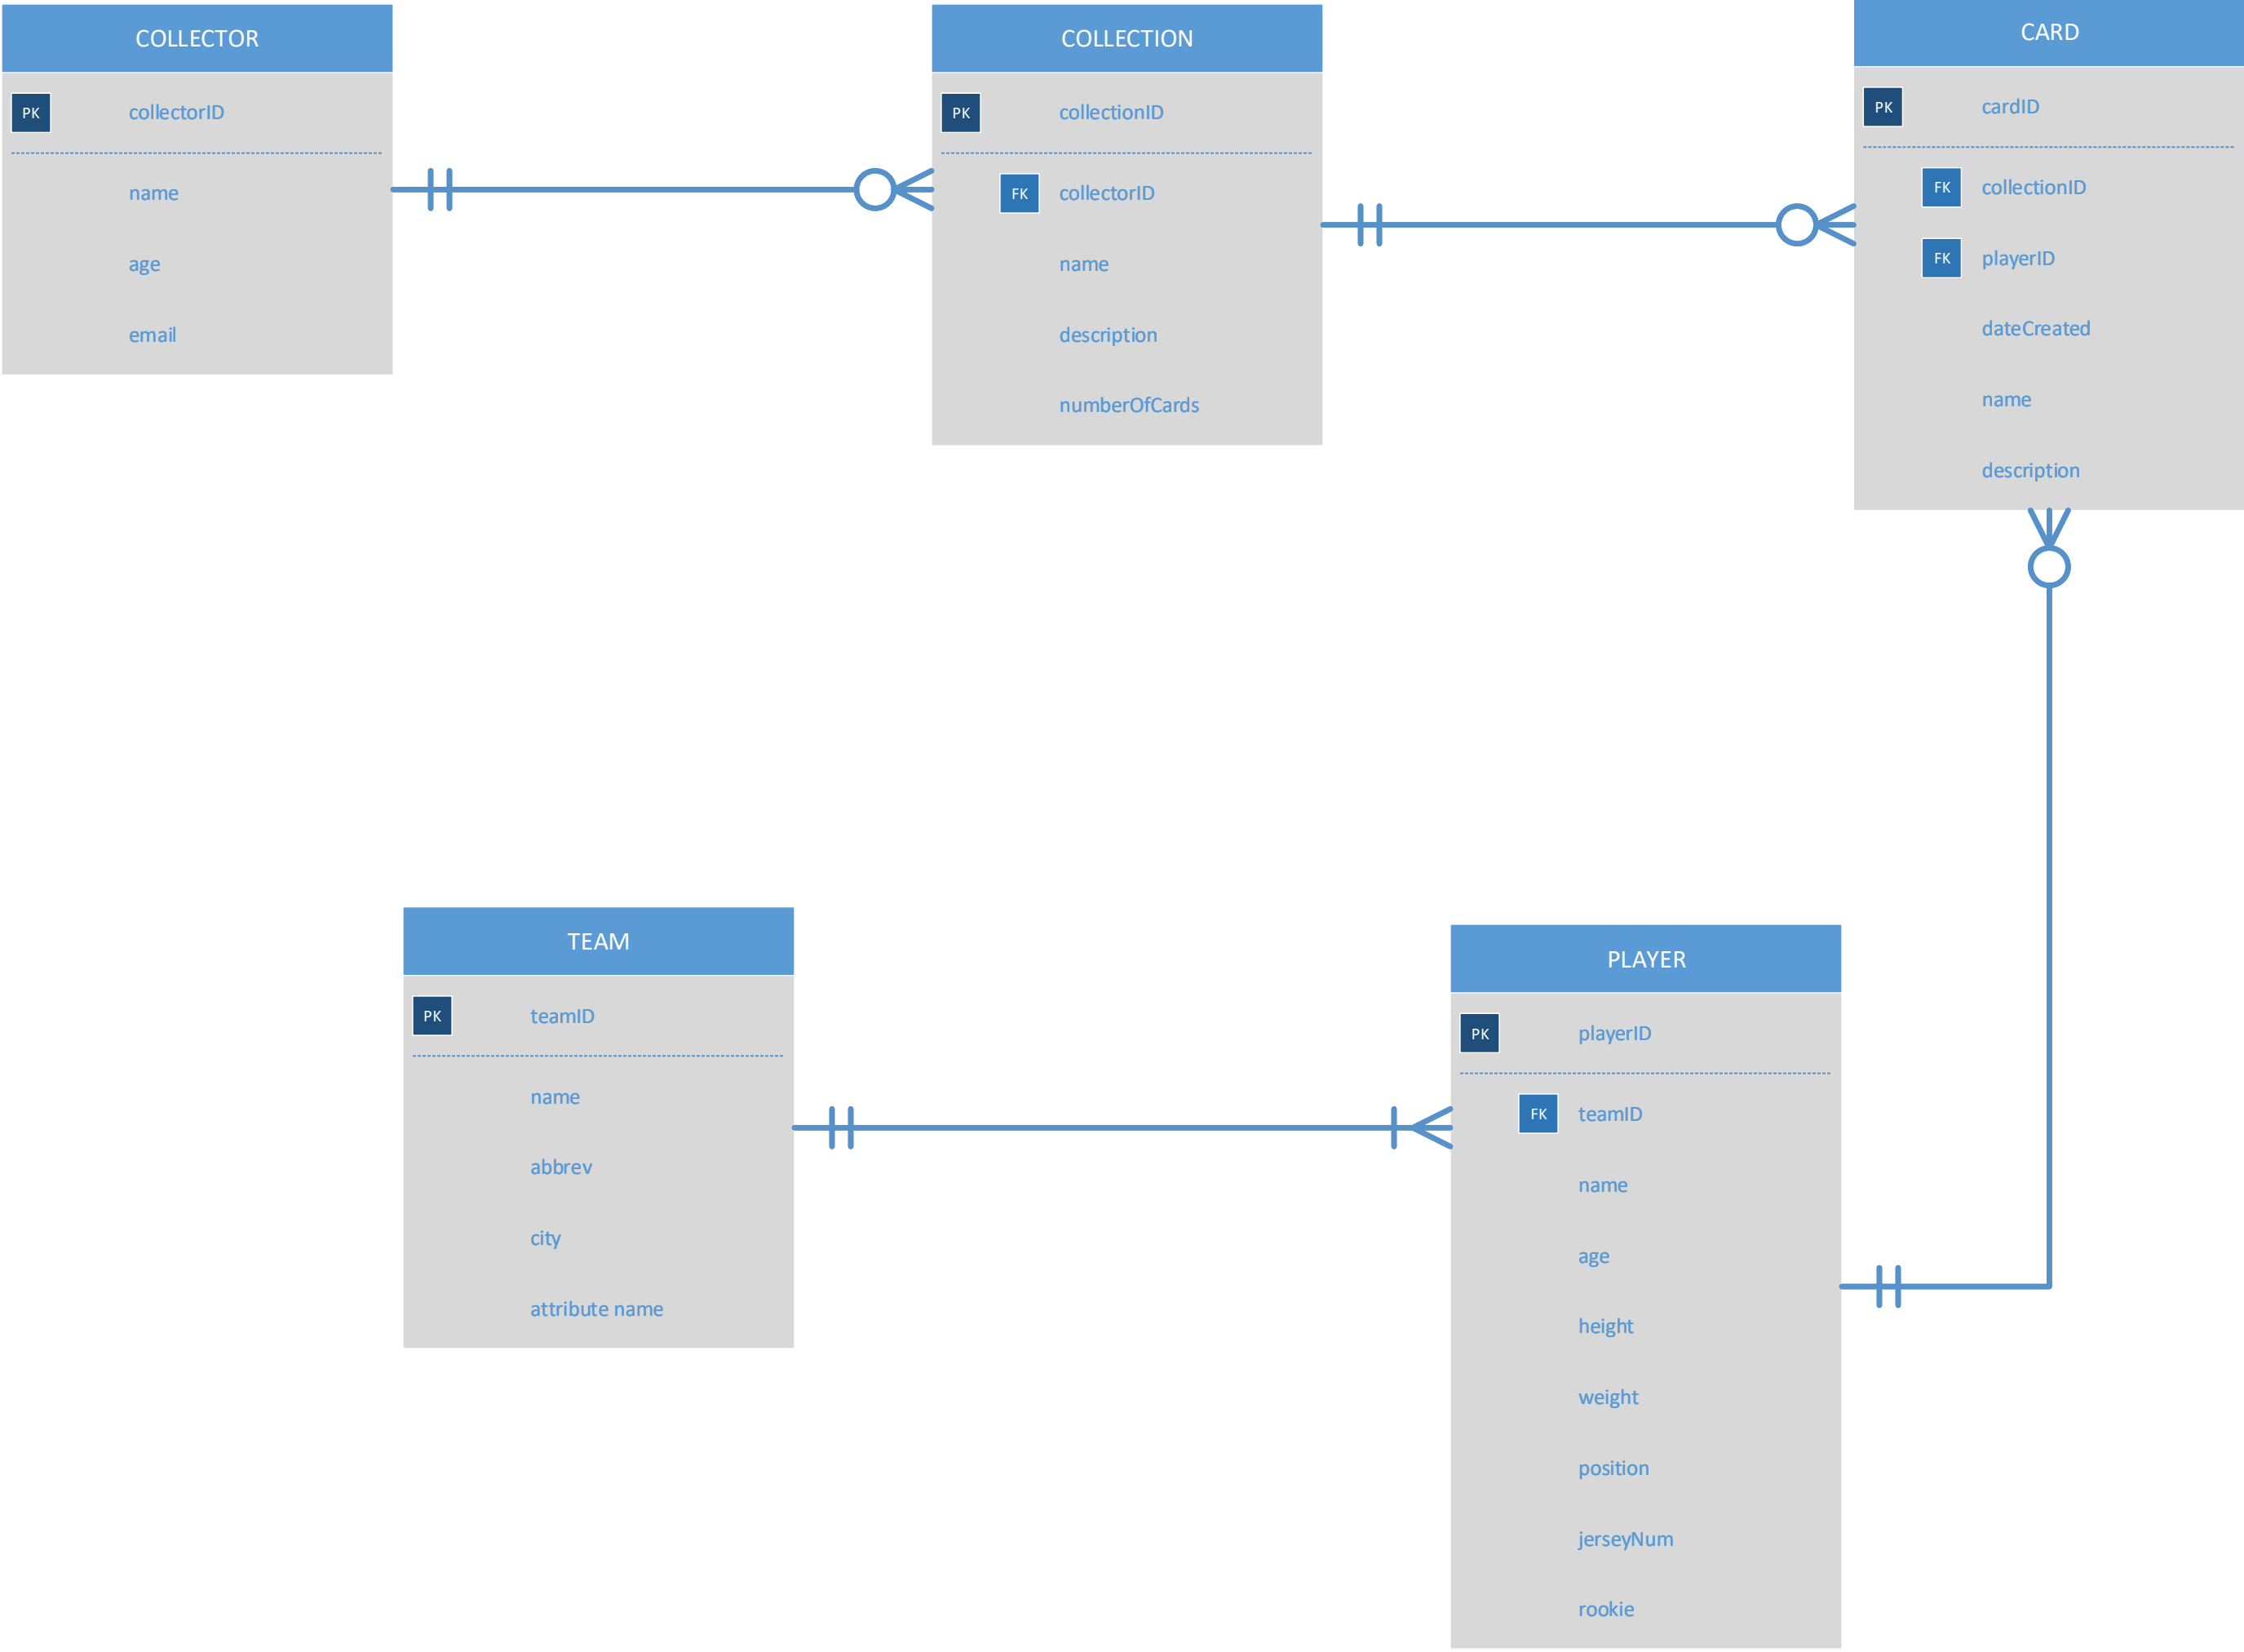 COLLECTOR
PK collectorID
name
age
email
COLLECTION
PK collectionID
FK collectorID
name
description
numberOfCards
CARD
PK cardID
FK collectionID
FK playerID
dateCreated
name
description
TEAM
PK teamID
name
abbrev
city
attribute name
PLAYER
PK playerID
FK teamID
name
age
height
weight
position
jerseyNum
rookie